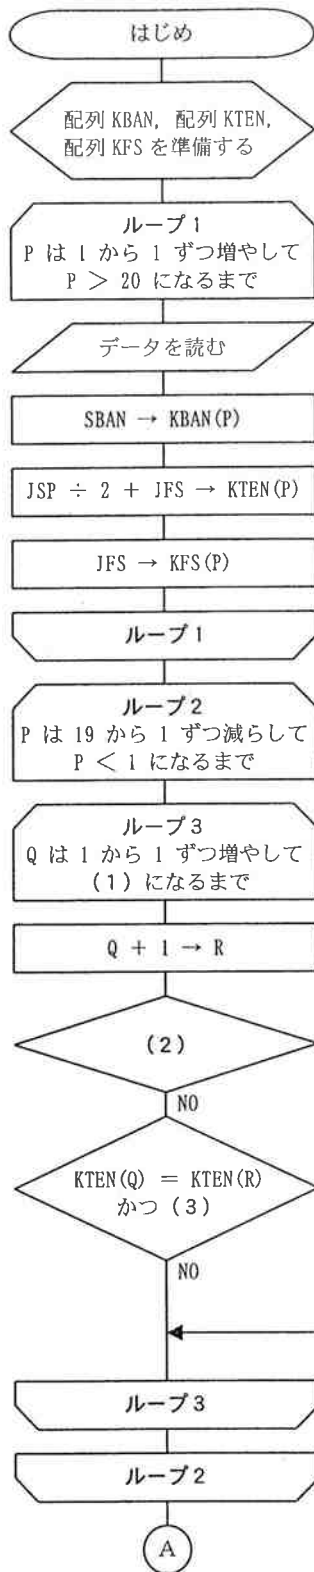 はじめ
配列 KBAN, 配列 KTEN,
配列 KFS を準備する
ループ1
P は 1 から 1 ずつ増やして
P > 20 になるまで
データを読む
SBAN → KBAN(P)
JSP ÷ 2 + JFS → KTEN(P)
JFS → KFS(P)
ループ1
ループ2
P は 19 から 1 ずつ減らして
P < 1 になるまで
ループ3
Q は 1 から 1 ずつ増やして
(1) になるまで
Q + 1 → R
(2)
NO
KTEN(Q) = KTEN(R)
かつ (3)
NO
ループ3
ループ2
A